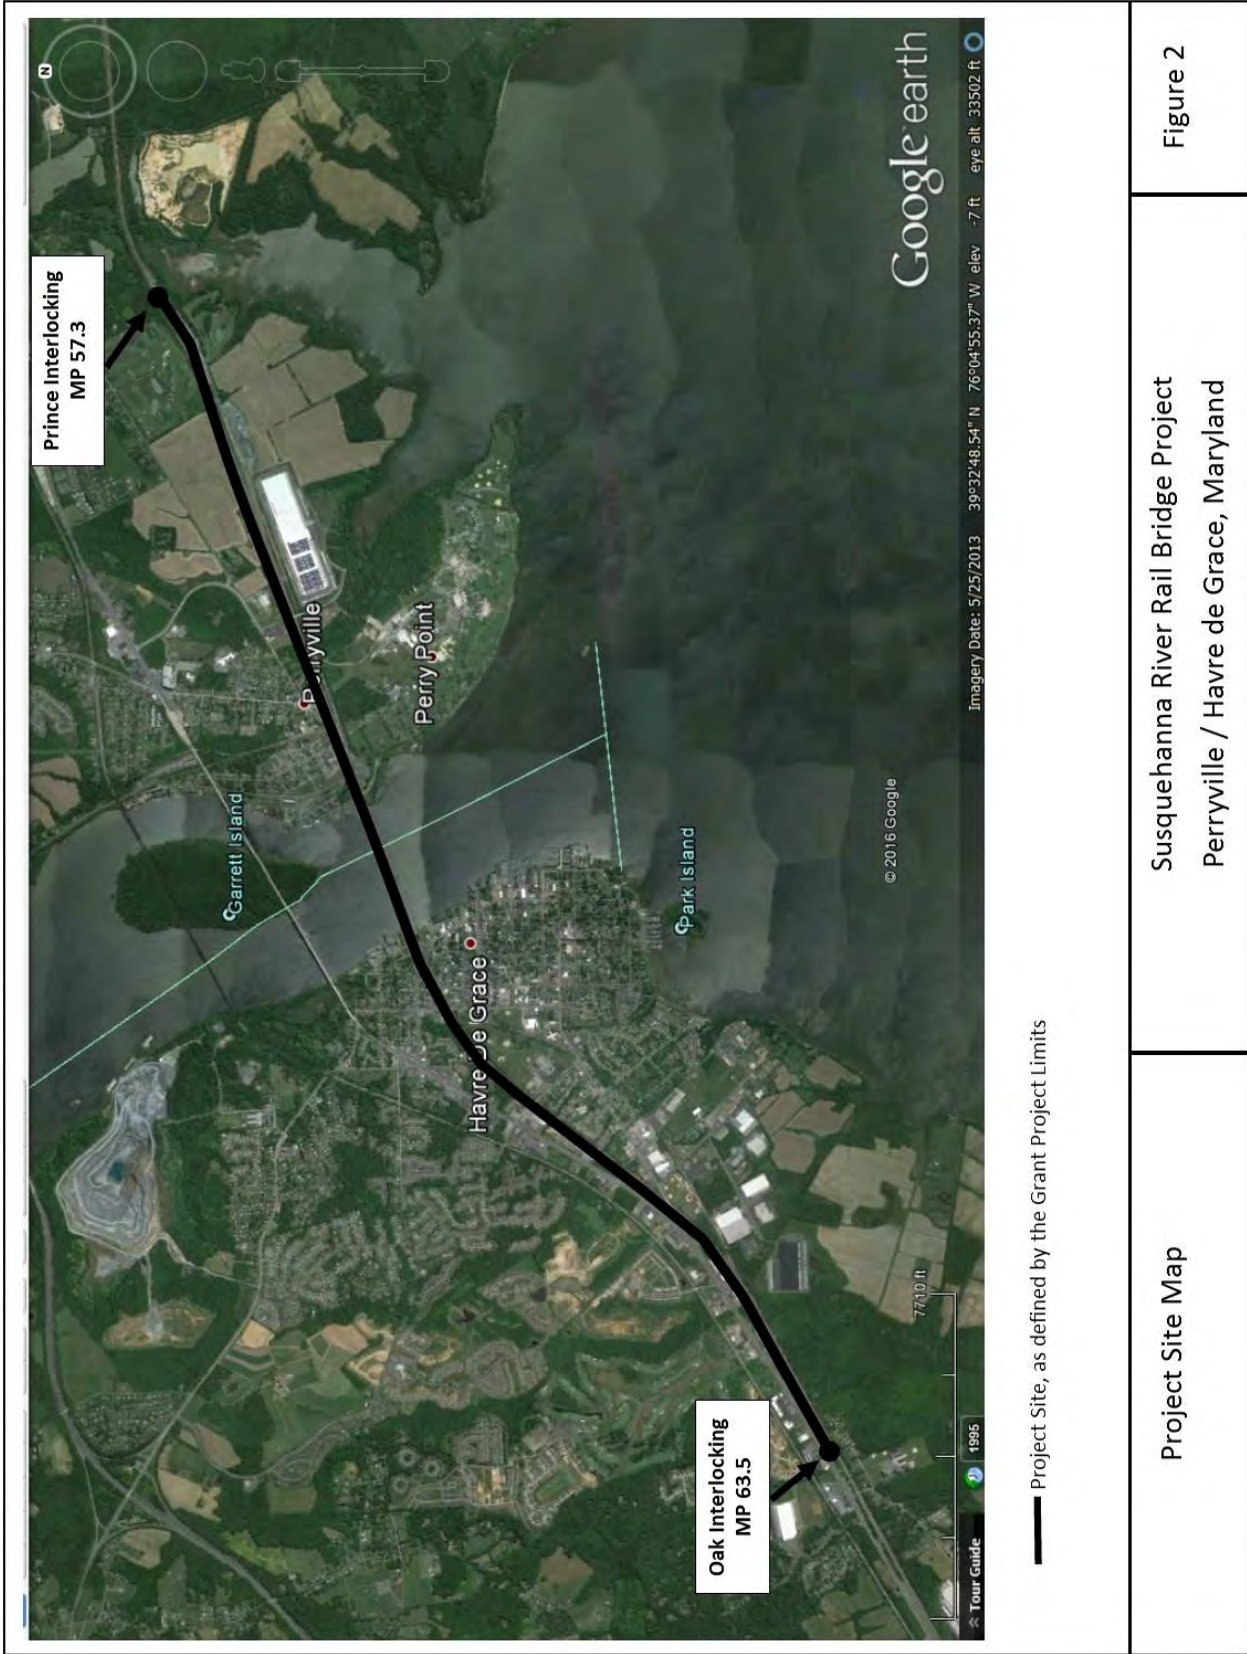 N
Prince Interlocking
MP 57.3
Garrett Island
Perryville
Perry Point
Havre De Grace
Park Island
Oak Interlocking
MP 63.5
7710 ft
© 2016 Google
Google earth
Tour Guide
1995
Imagery Date: 5/25/2013 39°32'48.54" N 76°04'55.37" W elev -7 ft eye alt 33502 ft
Project Site, as defined by the Grant Project Limits
Project Site Map
Susquehanna River Rail Bridge Project
Perryville / Havre de Grace, Maryland
Figure 2